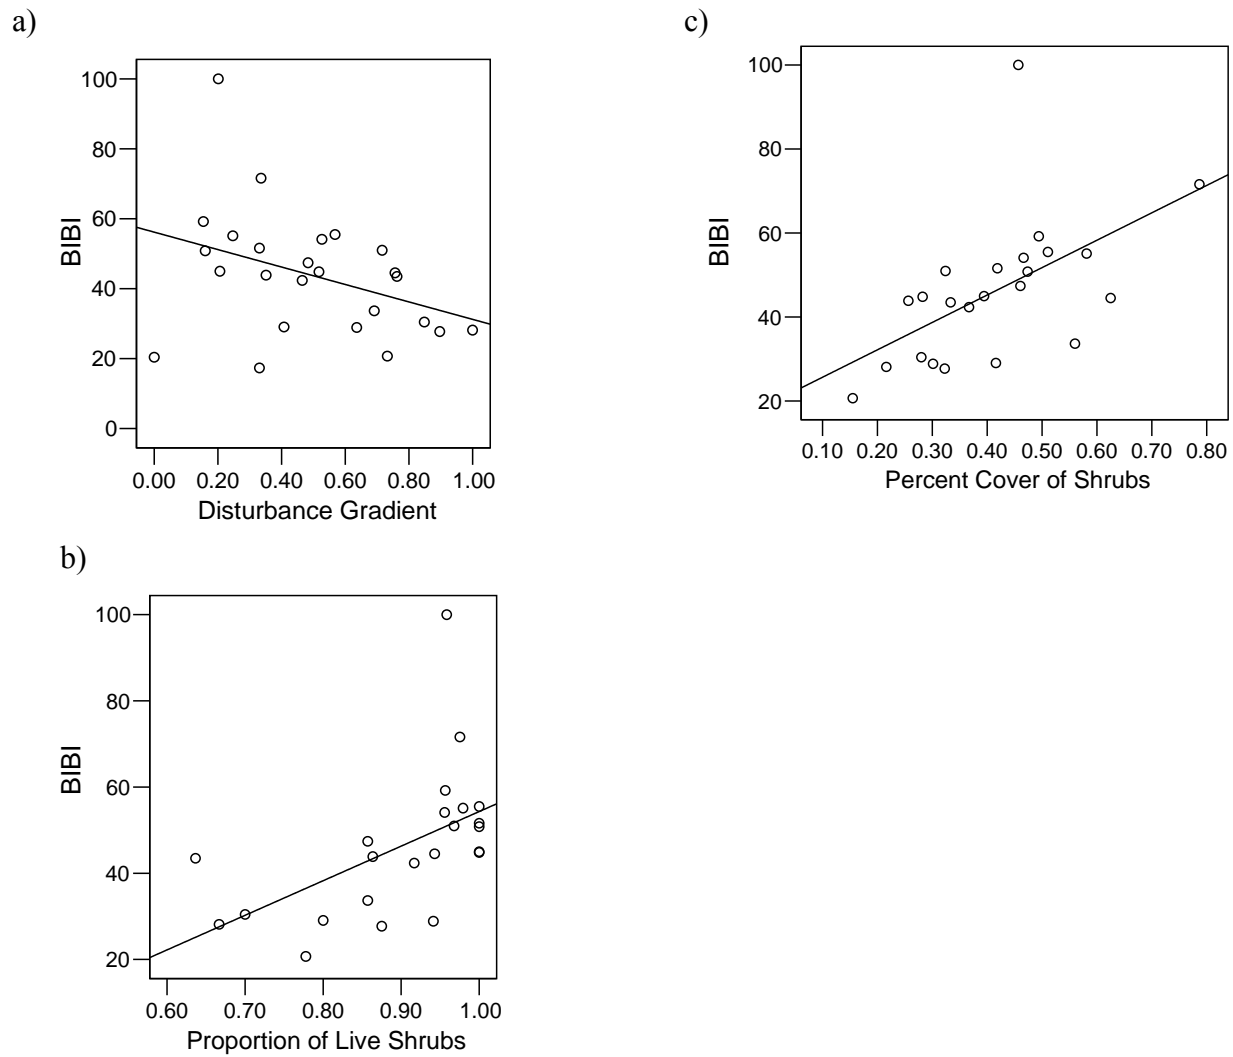 a)
100
80
60
40
20
0
BIBI
0.00 0.20 0.40 0.60 0.80 1.00
Disturbance Gradient
c)
100
80
60
40
20
BIBI
0.10 0.20 0.30 0.40 0.50 0.60 0.70 0.80
Percent Cover of Shrubs
b)
100
80
60
40
20
BIBI
0.60 0.70 0.80 0.90 1.00
Proportion of Live Shrubs